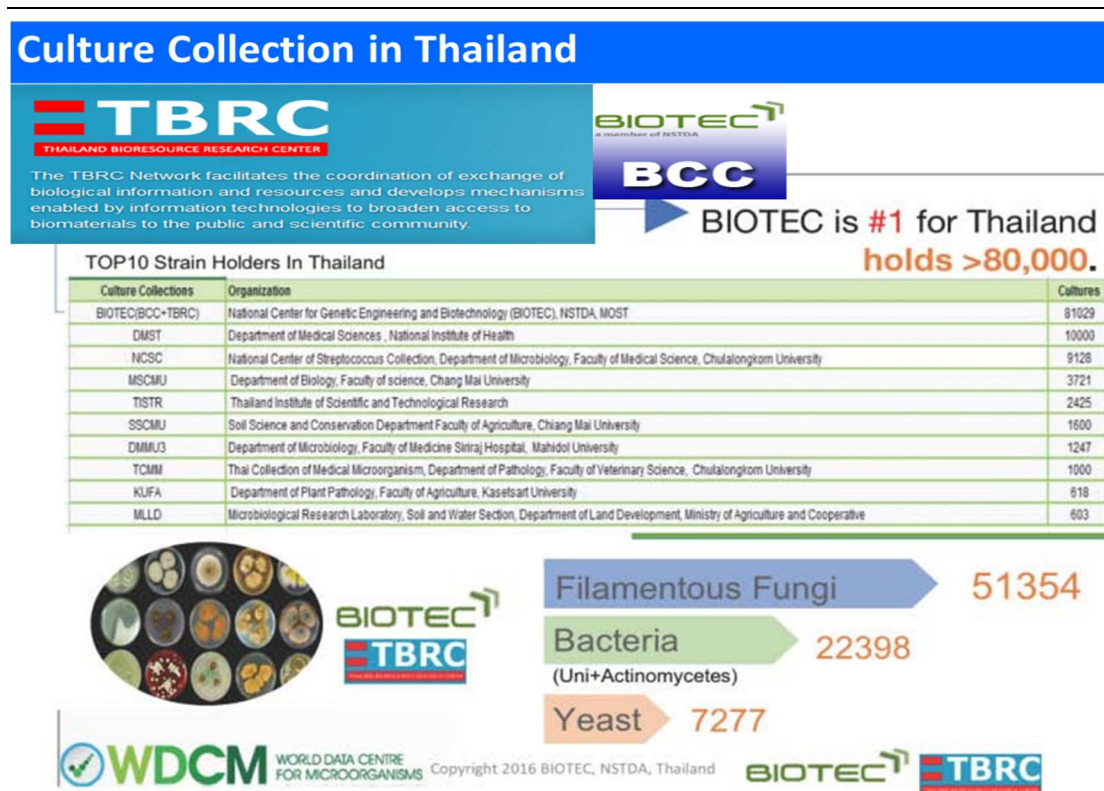 Culture Collection in Thailand
TBRC
THAILAND BIORESOURCE RESEARCH CENTER
The TBRC Network facilitates the coordination of exchange of
biological information and resources and develops mechanisms
enabled by information technologies to broaden access to
biomaterials to the public and scientific community.
BIOTEC
a member of NSTDA
BCC
BIOTEC is #1 for Thailand
holds >80,000.
TOP10 Strain Holders In Thailand
Culture Collections Organization Cultures
BIOTEC(BCC+TBRC) National Center for Genetic Engineering and Biotechnology (BIOTEC), NSTDA, MOST 81029
DMST Department of Medical Sciences , National Institute of Health 10000
NCSC National Center of Streptococcus Collection, Department of Microbiology, Faculty of Medical Science, Chulalongkorn University 9128
MSCMU Department of Biology, Faculty of science, Chang Mai University 3721
TISTR Thailand Institute of Scientific and Technological Research 2425
SSCMU Soil Science and Conservation Department Faculty of Agriculture, Chiang Mai University 1600
DMMU3 Department of Microbiology, Faculty of Medicine Siriraj Hospital, Mahidol University 1247
TCMM Thai Collection of Medical Microorganism, Department of Pathology, Faculty of Veterinary Science, Chulalongkorn University 1000
KUFA Department of Plant Pathology, Faculty of Agriculture, Kasetsart University 618
MLLD Microbiological Research Laboratory, Soil and Water Section, Department of Land Development, Ministry of Agriculture and Cooperative 603
BIOTEC
TBRC
Filamentous Fungi 51354
Bacteria 22398
(Uni+Actinomycetes)
Yeast 7277
WDCM WORLD DATA CENTRE
FOR MICROORGANISMS
Copyright 2016 BIOTEC, NSTDA, Thailand
BIOTEC
TBRC